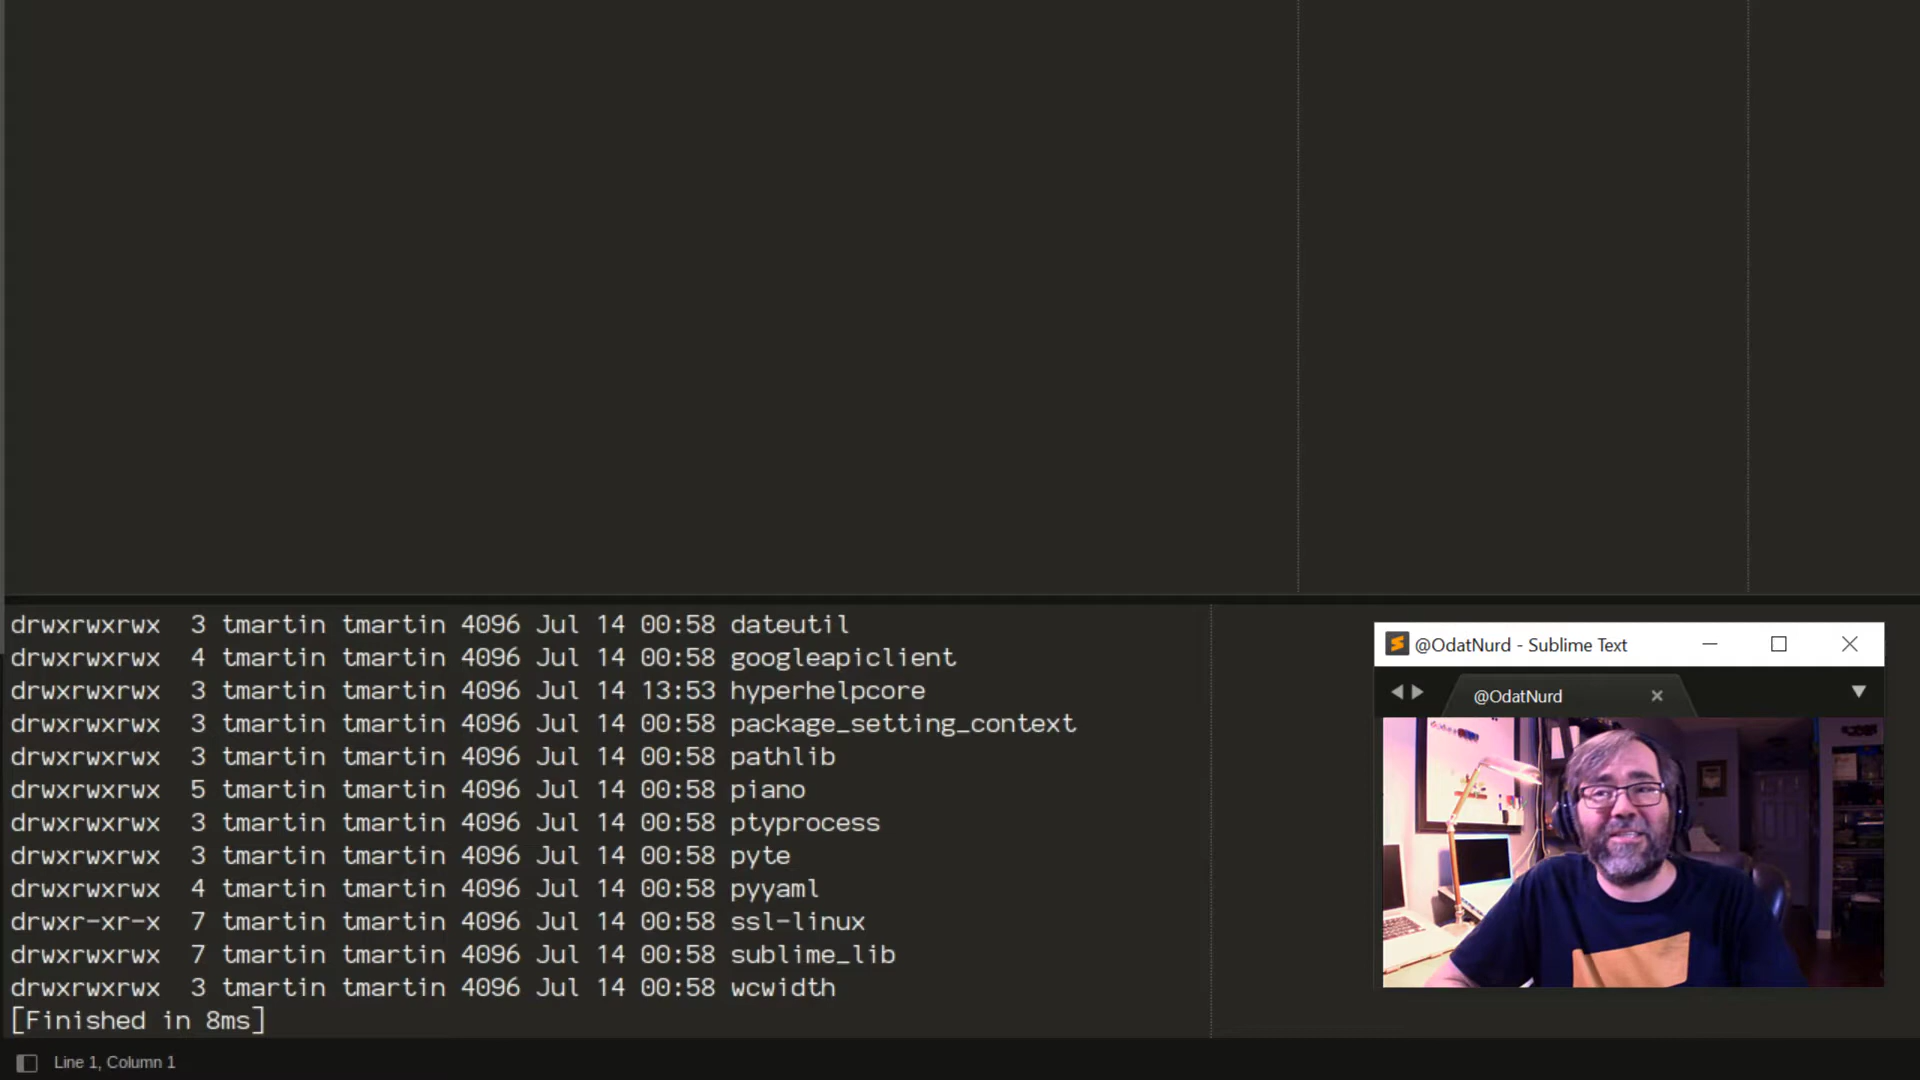 drwxrwxrwx 3 tmartin tmartin 4096 Jul 14 00:58 dateutil
drwxrwxrwx 4 tmartin tmartin 4096 Jul 14 00:58 googleapiclient
drwxrwxrwx 3 tmartin tmartin 4096 Jul 14 13:53 hyperhelpcore
drwxrwxrwx 3 tmartin tmartin 4096 Jul 14 00:58 package_setting_context
drwxrwxrwx 3 tmartin tmartin 4096 Jul 14 00:58 pathlib
drwxrwxrwx 5 tmartin tmartin 4096 Jul 14 00:58 piano
drwxrwxrwx 3 tmartin tmartin 4096 Jul 14 00:58 ptyprocess
drwxrwxrwx 3 tmartin tmartin 4096 Jul 14 00:58 pyte
drwxrwxrwx 4 tmartin tmartin 4096 Jul 14 00:58 pyyaml
drwxr-xr-x 7 tmartin tmartin 4096 Jul 14 00:58 ssl-linux
drwxrwxrwx 7 tmartin tmartin 4096 Jul 14 00:58 sublime_lib
drwxrwxrwx 3 tmartin tmartin 4096 Jul 14 00:58 wcwidth
[Finished in 8ms]
@OdatNurd - Sublime Text
@OdatNurd
Line 1, Column 1